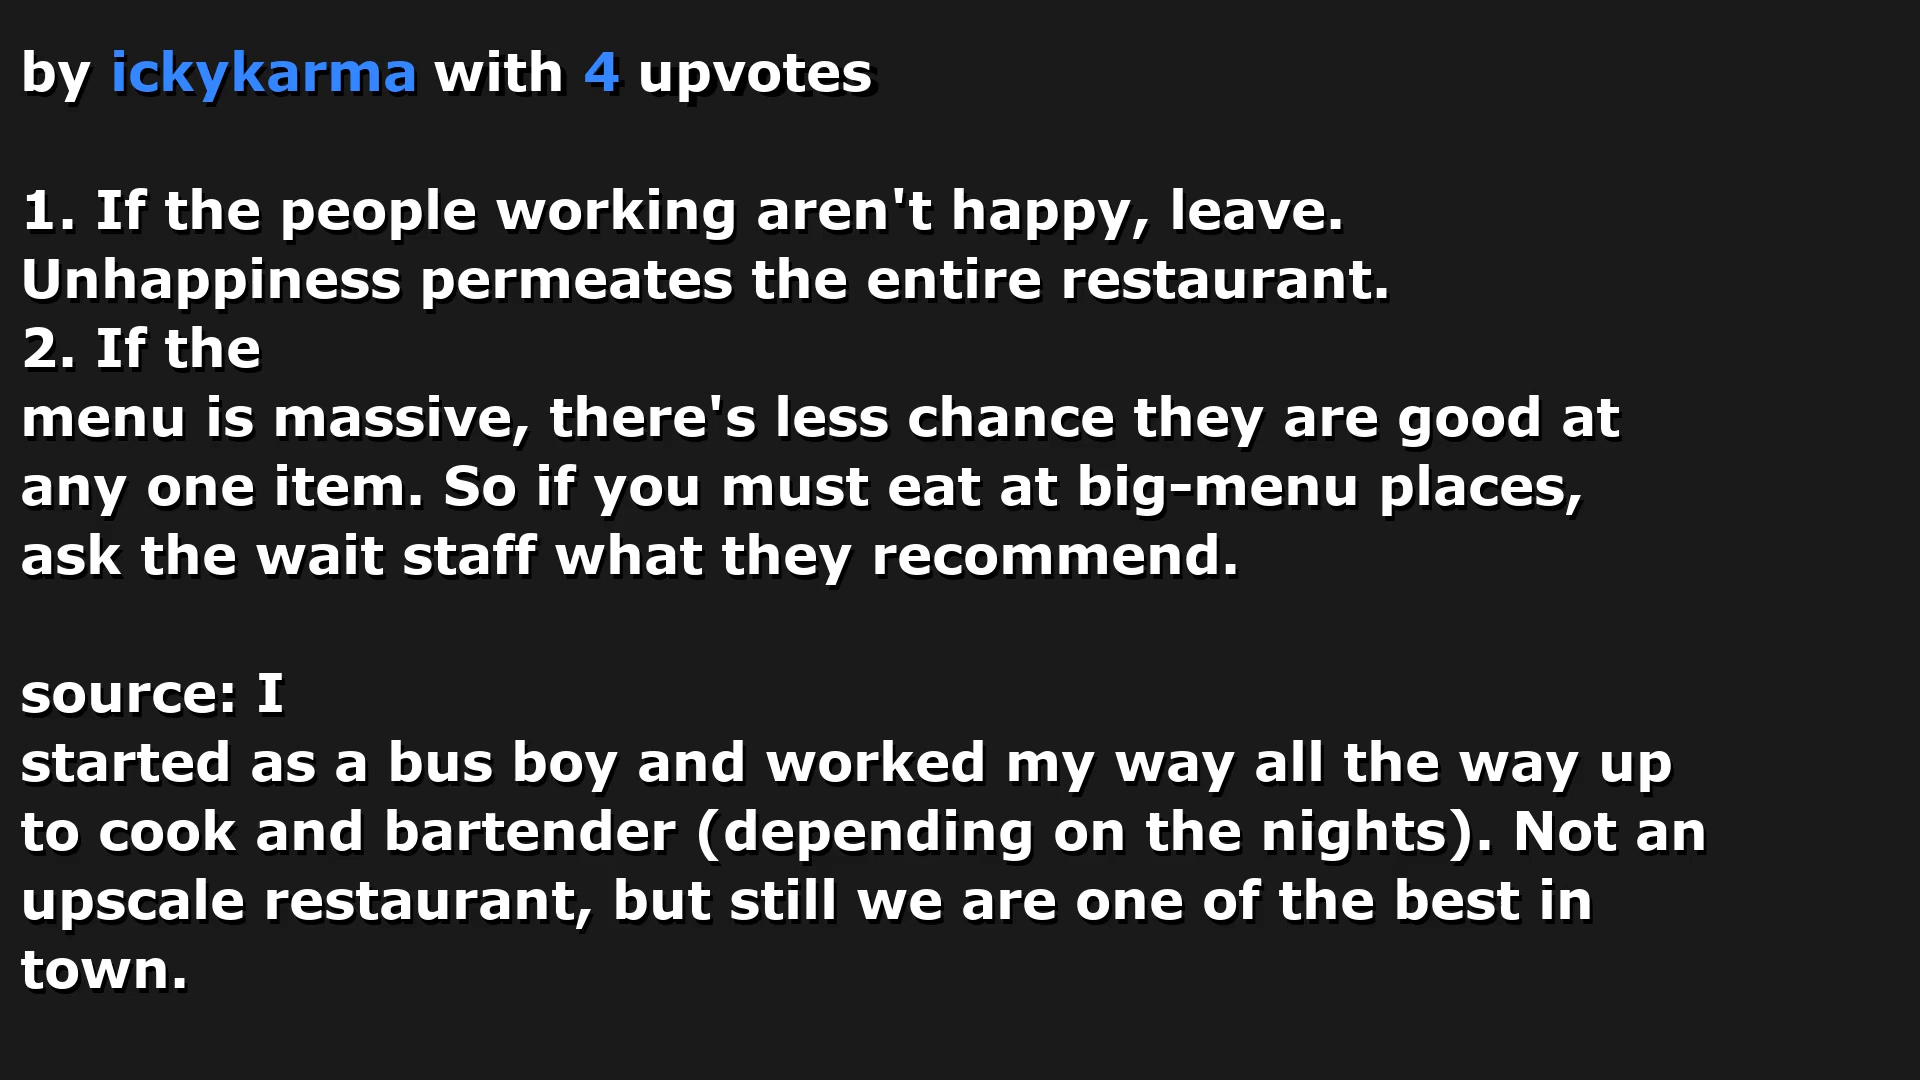 by ickykarma with 4 upvotes
1. If the people working aren't happy, leave.
Unhappiness permeates the entire restaurant.
2. If the
menu is massive, there's less chance they are good at
any one item. So if you must eat at big-menu places,
ask the wait staff what they recommend.
source: I
started as a bus boy and worked my way all the way up
to cook and bartender (depending on the nights). Not an
upscale restaurant, but still we are one of the best in
town.